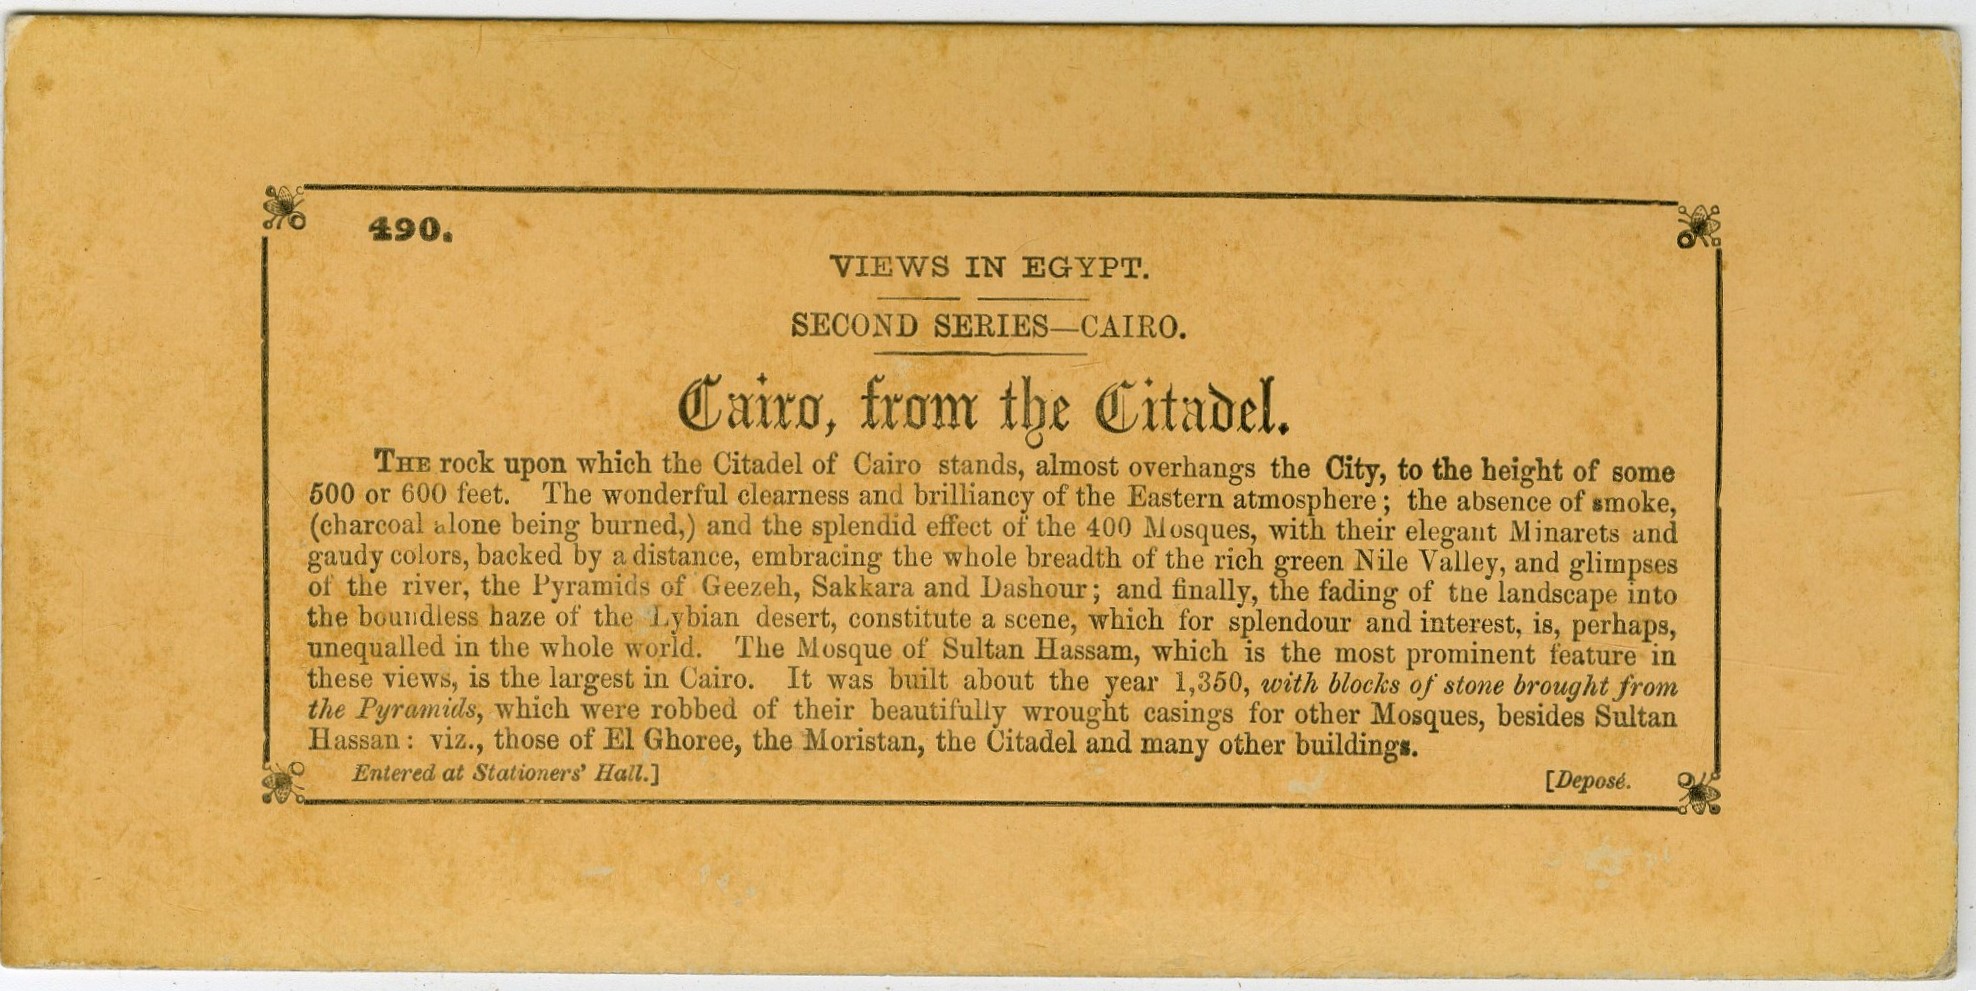 490.
VIEWS IN EGYPT.
SECOND SERIES—CAIRO.
Cairo, from the Citadel.
THE rock upon which the Citadel of Cairo stands, almost overhangs the City, to the height of some
500 or 600 feet. The wonderful clearness and brilliancy of the Eastern atmosphere; the absence of smoke,
(charcoal alone being burned,) and the splendid effect of the 400 Mosques, with their elegant Minarets and
gaudy colors, backed by a distance, embracing the whole breadth of the rich green Nile Valley, and glimpses
of the river, the Pyramids of Geezeh, Sakkara and Dashour; and finally, the fading of the landscape into
the boundless haze of the Lybian desert, constitute a scene, which for splendour and interest, is, perhaps,
unequalled in the whole world. The Mosque of Sultan Hassam, which is the most prominent feature in
these views, is the largest in Cairo. It was built about the year 1,350, with blocks of stone brought from
the Pyramids, which were robbed of their beautifully wrought casings for other Mosques, besides Sultan
Hassan: viz., those of El Ghoree, the Moristan, the Citadel and many other buildings.
Entered at Stationers' Hall.] [Deposé.